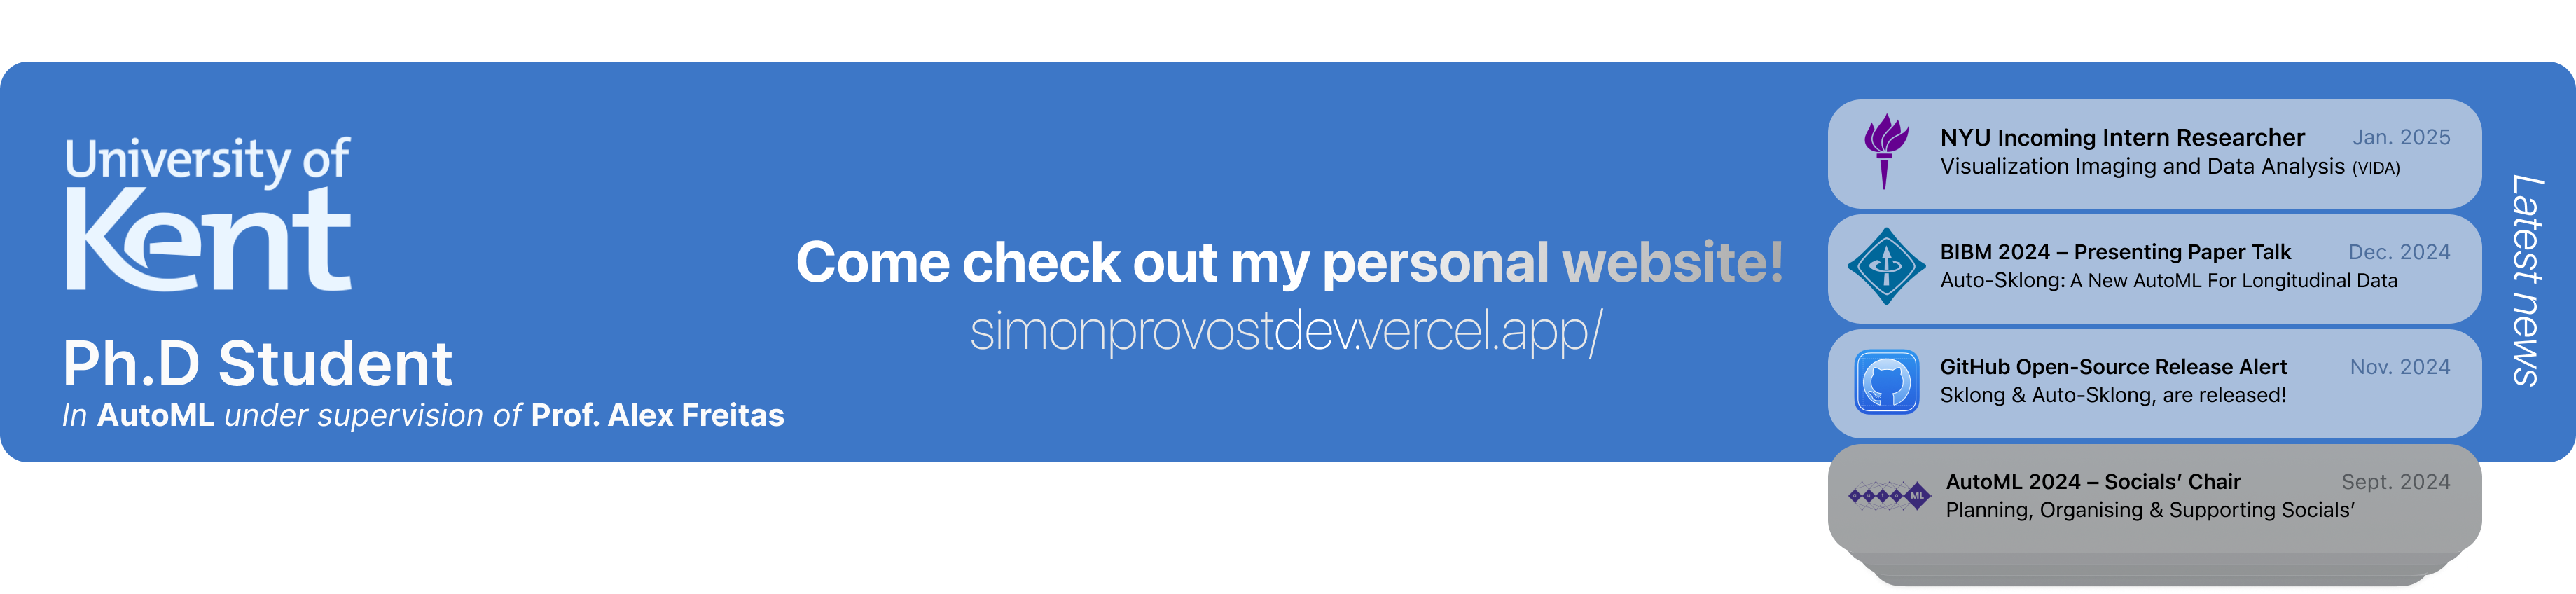 University of
Kent
Ph.D Student
In AutoML under supervision of Prof. Alex Freitas
Come check out my personal website!
simonprovostdev.vercel.app/
NYU Incoming Intern Researcher Jan. 2025
Visualization Imaging and Data Analysis (VIDA)
BIBM 2024 – Presenting Paper Talk Dec. 2024
Auto-Sklong: A New AutoML For Longitudinal Data
GitHub Open-Source Release Alert Nov. 2024
Sklong & Auto-Sklong, are released!
AutoML 2024 – Socials’ Chair Sept. 2024
Planning, Organising & Supporting Socials’
ML
Latest news